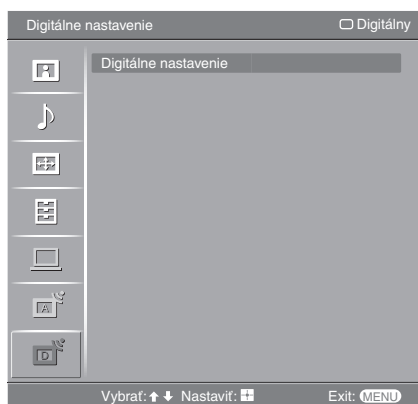 Digitálne nastavenie Digitálny
Digitálne nastavenie
A
D
Vybrať: Nastaviť: Exit: MENU